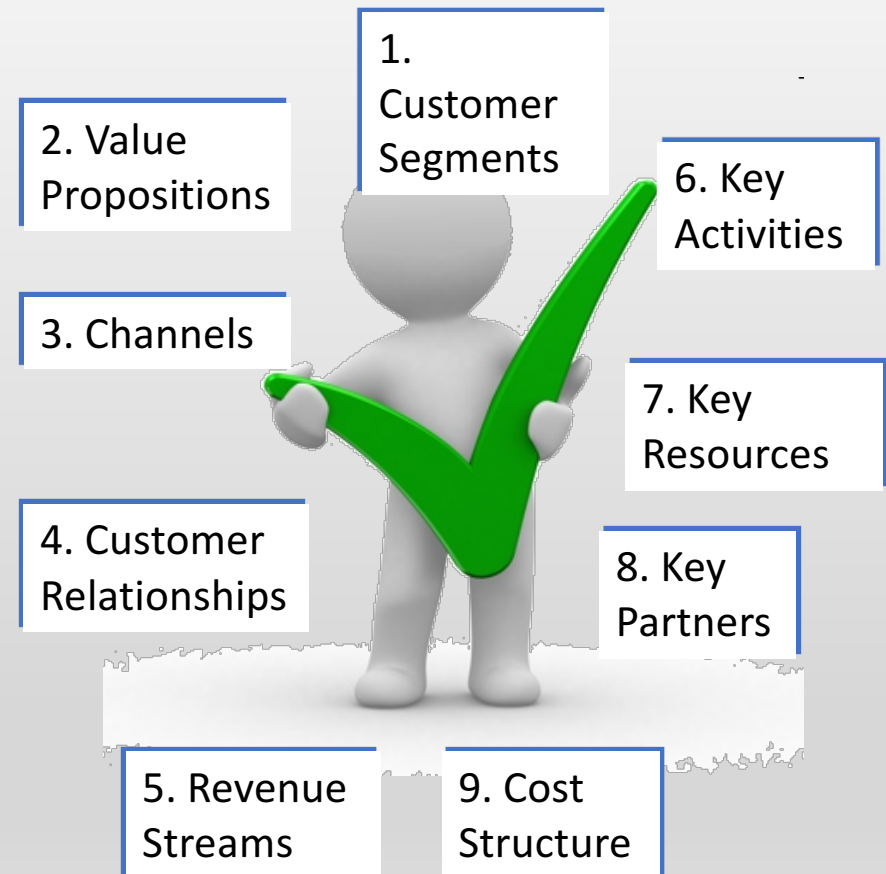 1.
Customer
Segments
2. Value
Propositions
3. Channels
4. Customer
Relationships
5. Revenue
Streams
6. Key
Activities
7. Key
Resources
8. Key
Partners
9. Cost
Structure
-